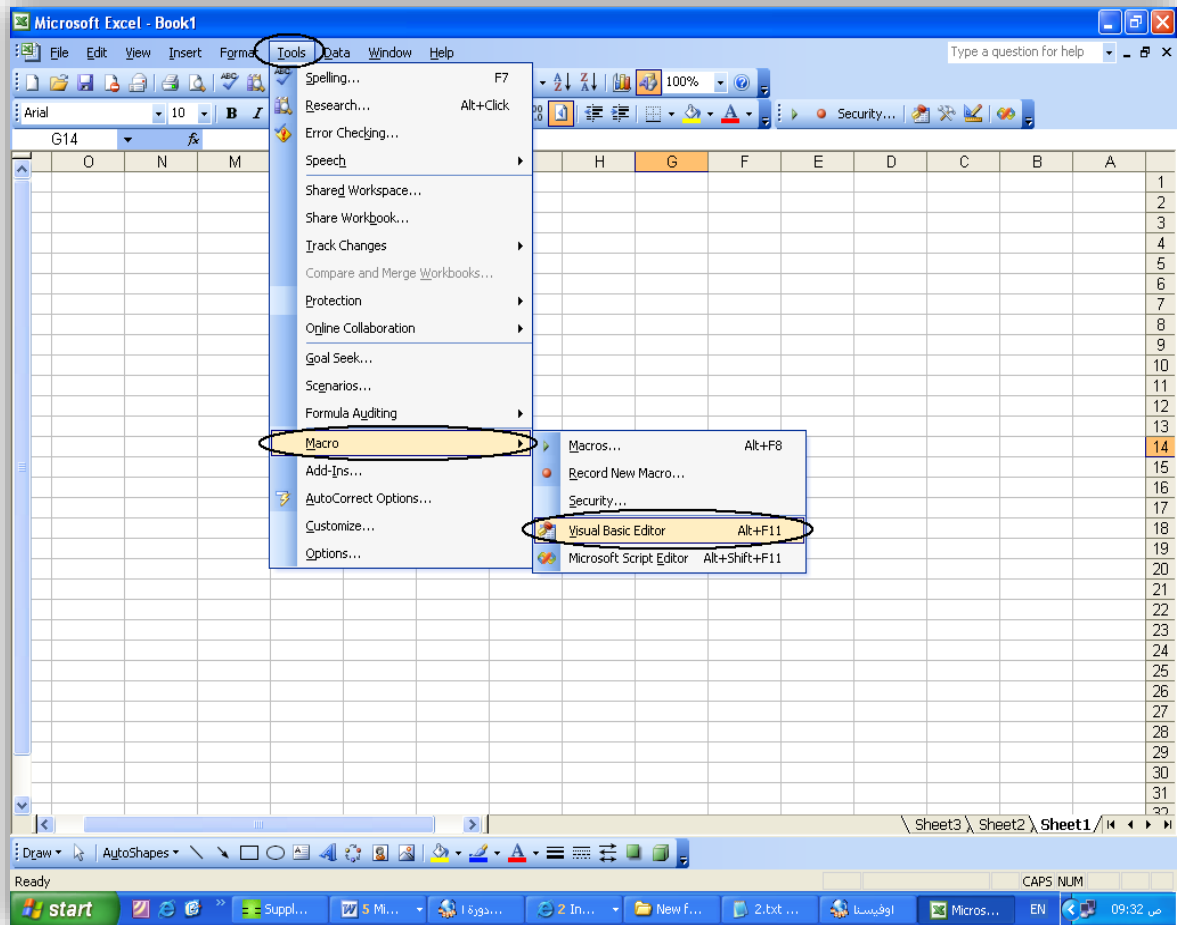 Microsoft Excel - Book1
File Edit View Insert Format Tools Data Window Help Type a question for help
100%
Arial 10 B I Security...
G14 fx
O N M H G F E D C B A
Spelling... F7
Research... Alt+Click
Error Checking...
Speech
Shared Workspace...
Share Workbook...
Track Changes
Compare and Merge Workbooks...
Protection
Online Collaboration
Goal Seek...
Scenarios...
Formula Auditing
Macro
Add-Ins...
AutoCorrect Options...
Customize...
Options...
Macros... Alt+F8
Record New Macro...
Security...
Visual Basic Editor Alt+F11
Microsoft Script Editor Alt+Shift+F11
1
2
3
4
5
6
7
8
9
10
11
12
13
14
15
16
17
18
19
20
21
22
23
24
25
26
27
28
29
30
31
32
Sheet3 Sheet2 Sheet1
Draw AutoShapes
Ready CAPS NUM
start Suppl... 5 Mi... دورة ا... 2 In... New f... 2.txt ... اوفيستا Micros... EN 09:32 ص